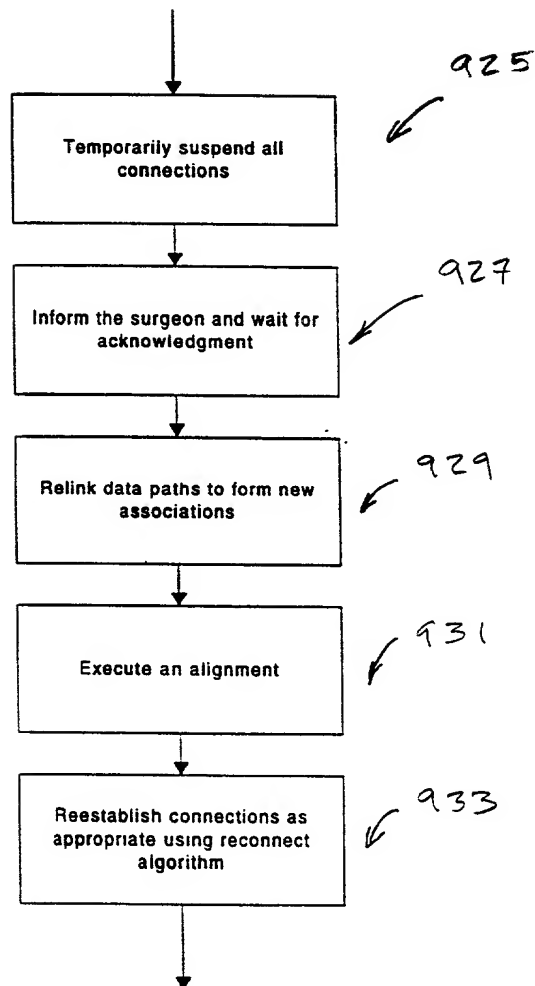 925
Temporarily suspend all
connections
927
Inform the surgeon and wait for
acknowledgment
929
Relink data paths to form new
associations
931
Execute an alignment
933
Reestablish connections as
appropriate using reconnect
algorithm